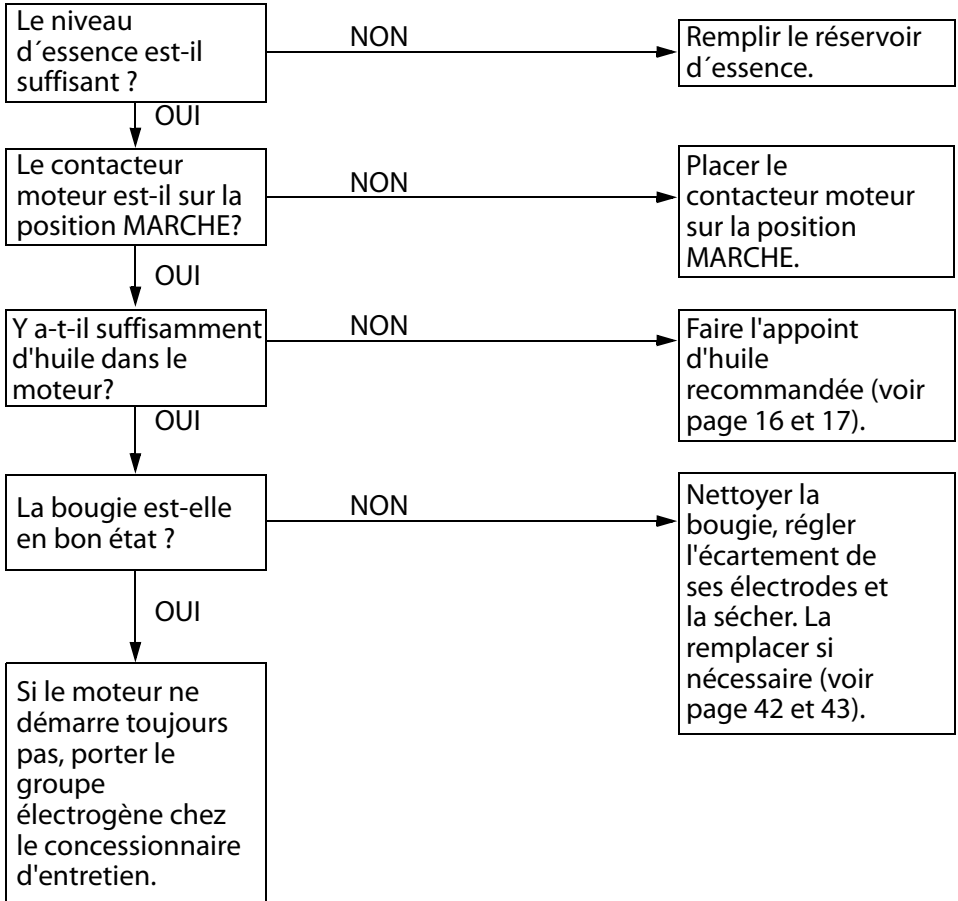 Le niveau
d´essence est-il
suffisant ?
NON
Remplir le réservoir
d´essence.
OUI
Le contacteur
moteur est-il sur la
position MARCHE?
NON
Placer le
contacteur moteur
sur la position
MARCHE.
OUI
Y a-t-il suffisamment
d'huile dans le
moteur?
NON
Faire l'appoint
d'huile
recommandée (voir
page 16 et 17).
OUI
La bougie est-elle
en bon état ?
NON
Nettoyer la
bougie, régler
l'écartement de
ses électrodes et
la sécher. La
remplacer si
nécessaire (voir
page 42 et 43).
OUI
Si le moteur ne
démarre toujours
pas, porter le
groupe
électrogène chez
le concessionnaire
d'entretien.